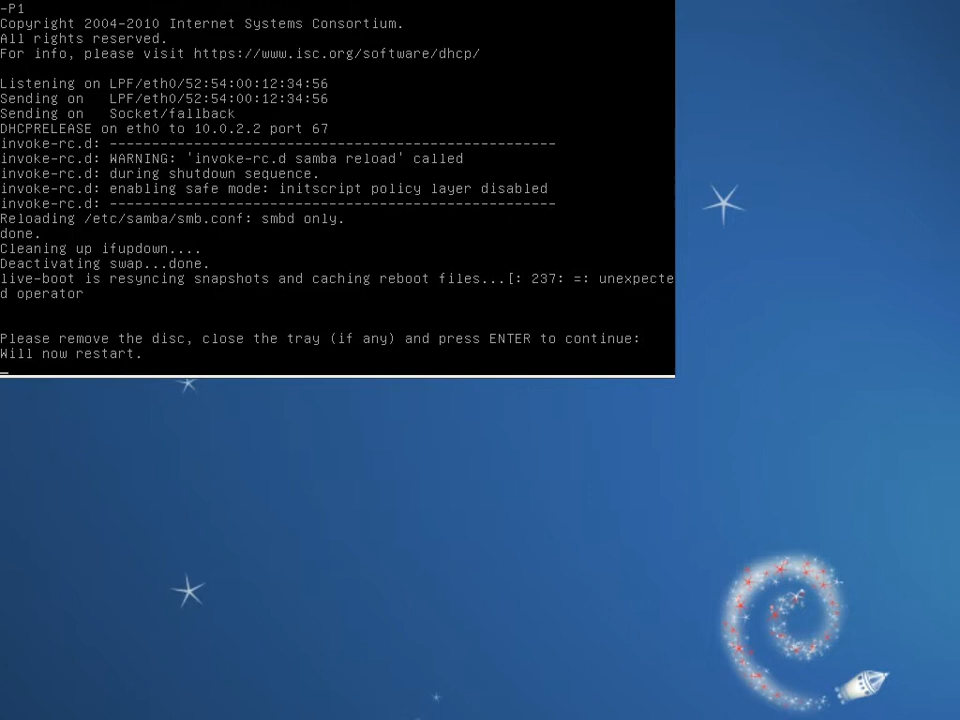 -P1
Copyright 2004-2010 Internet Systems Consortium.
All rights reserved.
For info, please visit https://www.isc.org/software/dhcp/
Listening on LPF/eth0/52:54:00:12:34:56
Sending on   LPF/eth0/52:54:00:12:34:56
Sending on   Socket/fallback
DHCPRELEASE on eth0 to 10.0.2.2 port 67
invoke-rc.d: -----------------------------------------------------
invoke-rc.d: WARNING: 'invoke-rc.d samba reload' called
invoke-rc.d: during shutdown sequence.
invoke-rc.d: enabling safe mode: initscript policy layer disabled
invoke-rc.d: -----------------------------------------------------
Reloading /etc/samba/smb.conf: smbd only.
done.
Cleaning up ifupdown....
Deactivating swap...done.
live-boot is resyncing snapshots and caching reboot files...[: 237: =: unexpecte
d operator
Please remove the disc, close the tray (if any) and press ENTER to continue:
Will now restart.
_